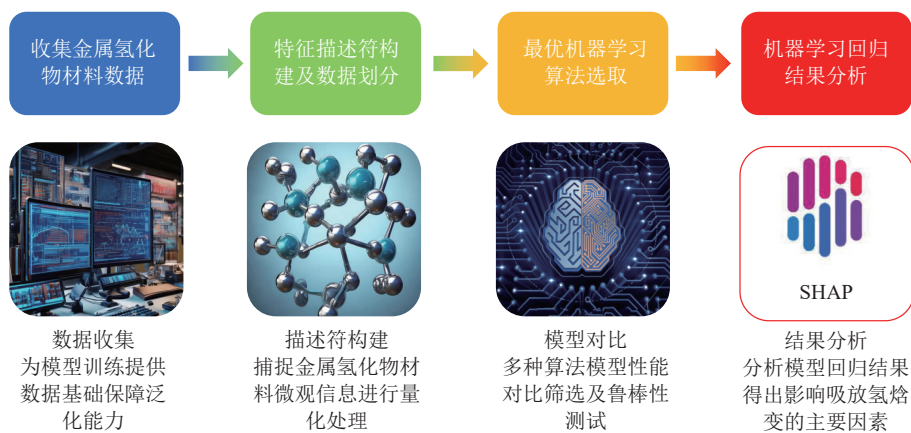 收集金属氢化
物材料数据
特征描述符构
建及数据划分
最优机器学习
算法选取
机器学习回归
结果分析
SHAP
数据收集
为模型训练提供
数据基础保障泛
化能力
描述符构建
捕捉金属氢化物材
料微观信息进行量
化处理
模型对比
多种算法模型性能
对比筛选及鲁棒性
测试
结果分析
分析模型回归结果
得出影响吸放氢焓
变的主要因素